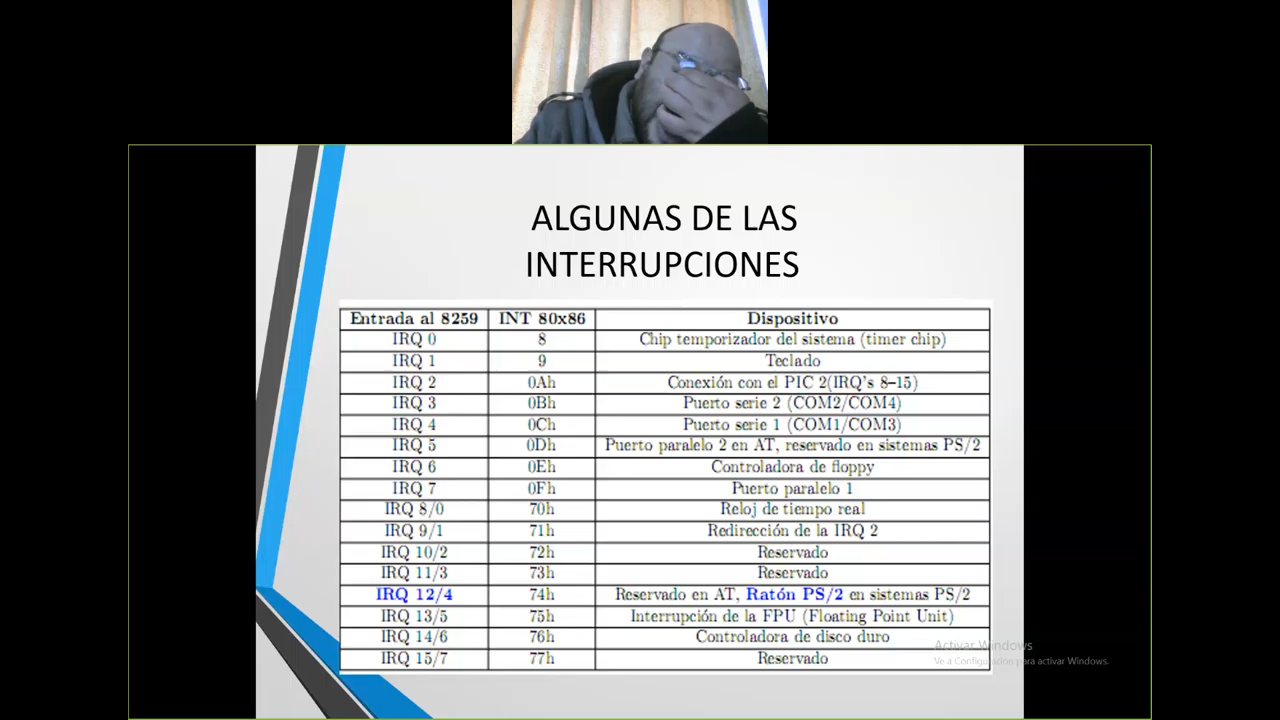 ALGUNAS DE LAS
INTERRUPCIONES
Entrada al 8259 INT 80x86 Dispositivo
IRQ 0 8 Chip temporizador del sistema (timer chip)
IRQ 1 9 Teclado
IRQ 2 0Ah Conexión con el PIC 2(IRQ's 8–15)
IRQ 3 0Bh Puerto serie 2 (COM2/COM4)
IRQ 4 0Ch Puerto serie 1 (COM1/COM3)
IRQ 5 0Dh Puerto paralelo 2 en AT, reservado en sistemas PS/2
IRQ 6 0Eh Controladora de floppy
IRQ 7 0Fh Puerto paralelo 1
IRQ 8/0 70h Reloj de tiempo real
IRQ 9/1 71h Redirección de la IRQ 2
IRQ 10/2 72h Reservado
IRQ 11/3 73h Reservado
IRQ 12/4 74h Reservado en AT, Ratón PS/2 en sistemas PS/2
IRQ 13/5 75h Interrupción de la FPU (Floating Point Unit)
IRQ 14/6 76h Controladora de disco duro
IRQ 15/7 77h Reservado
Activar Windows
Ve a Configuración para activar Windows.